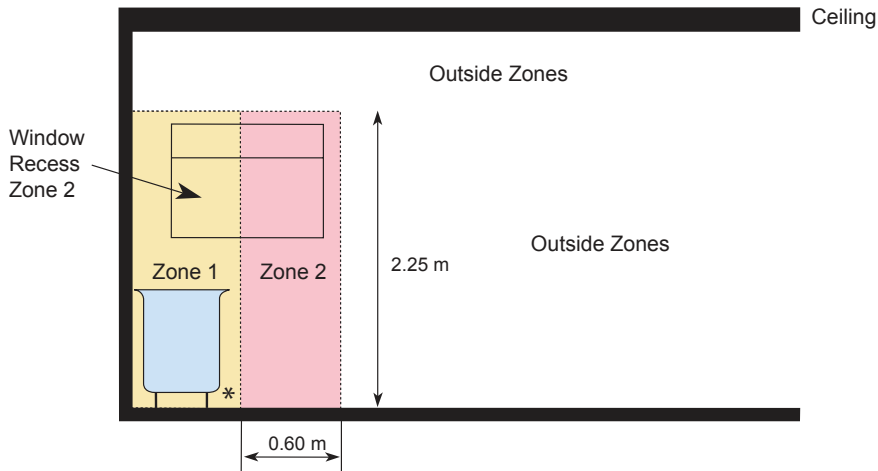 Ceiling
Outside Zones
Window
Recess
Zone 2
Outside Zones
2.25 m
Zone 1
Zone 2
*
0.60 m